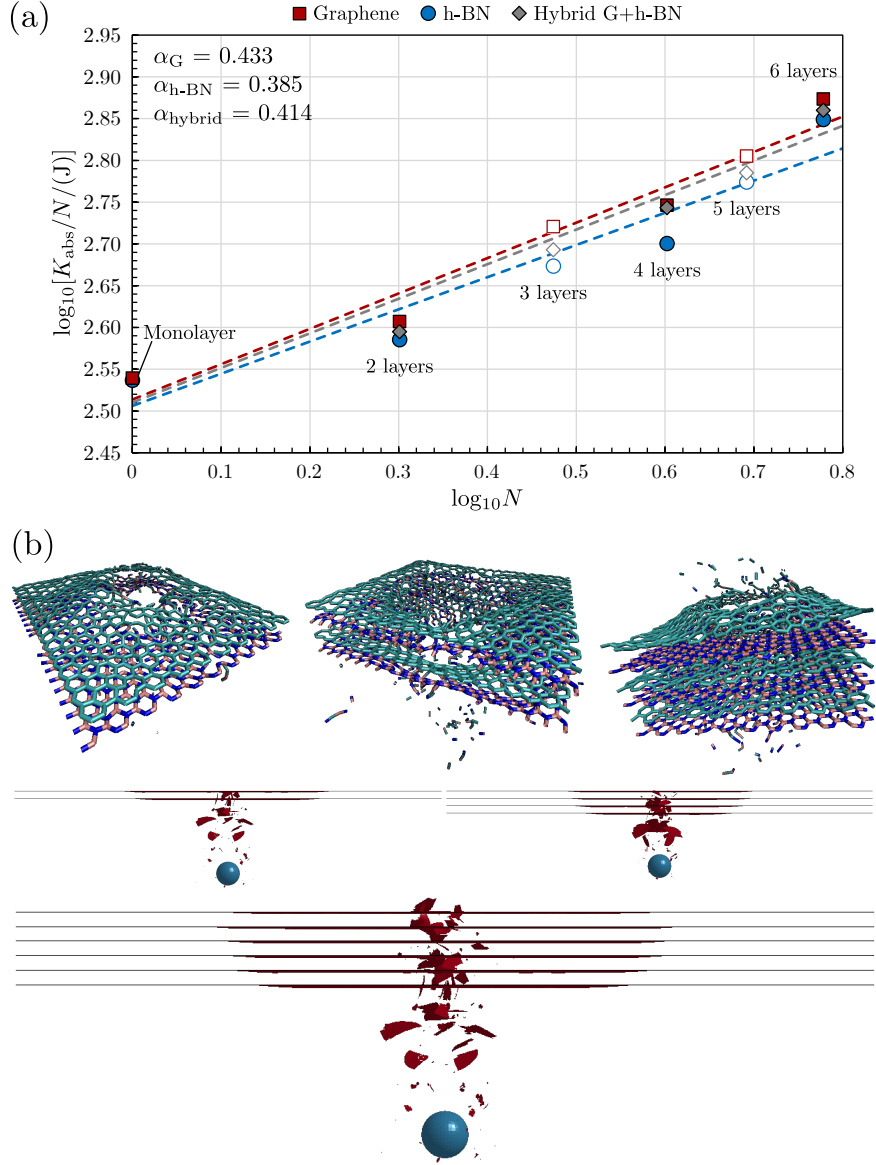 (a)
Graphene h-BN Hybrid G+h-BN
2.95
2.90
2.85
2.80
2.75
2.70
2.65
2.60
2.55
2.50
2.45
log₁₀[K_abs/N/(J)]
α_G = 0.433
α_h-BN = 0.385
α_hybrid = 0.414
6 layers
5 layers
4 layers
3 layers
Monolayer
2 layers
0 0.1 0.2 0.3 0.4 0.5 0.6 0.7 0.8
log₁₀N
(b)